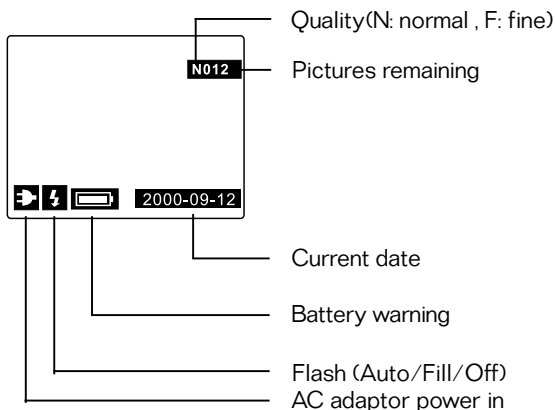 Quality(N: normal , F: fine)
N012
Pictures remaining
2000-09-12
Current date
Battery warning
Flash (Auto/Fill/Off)
AC adaptor power in